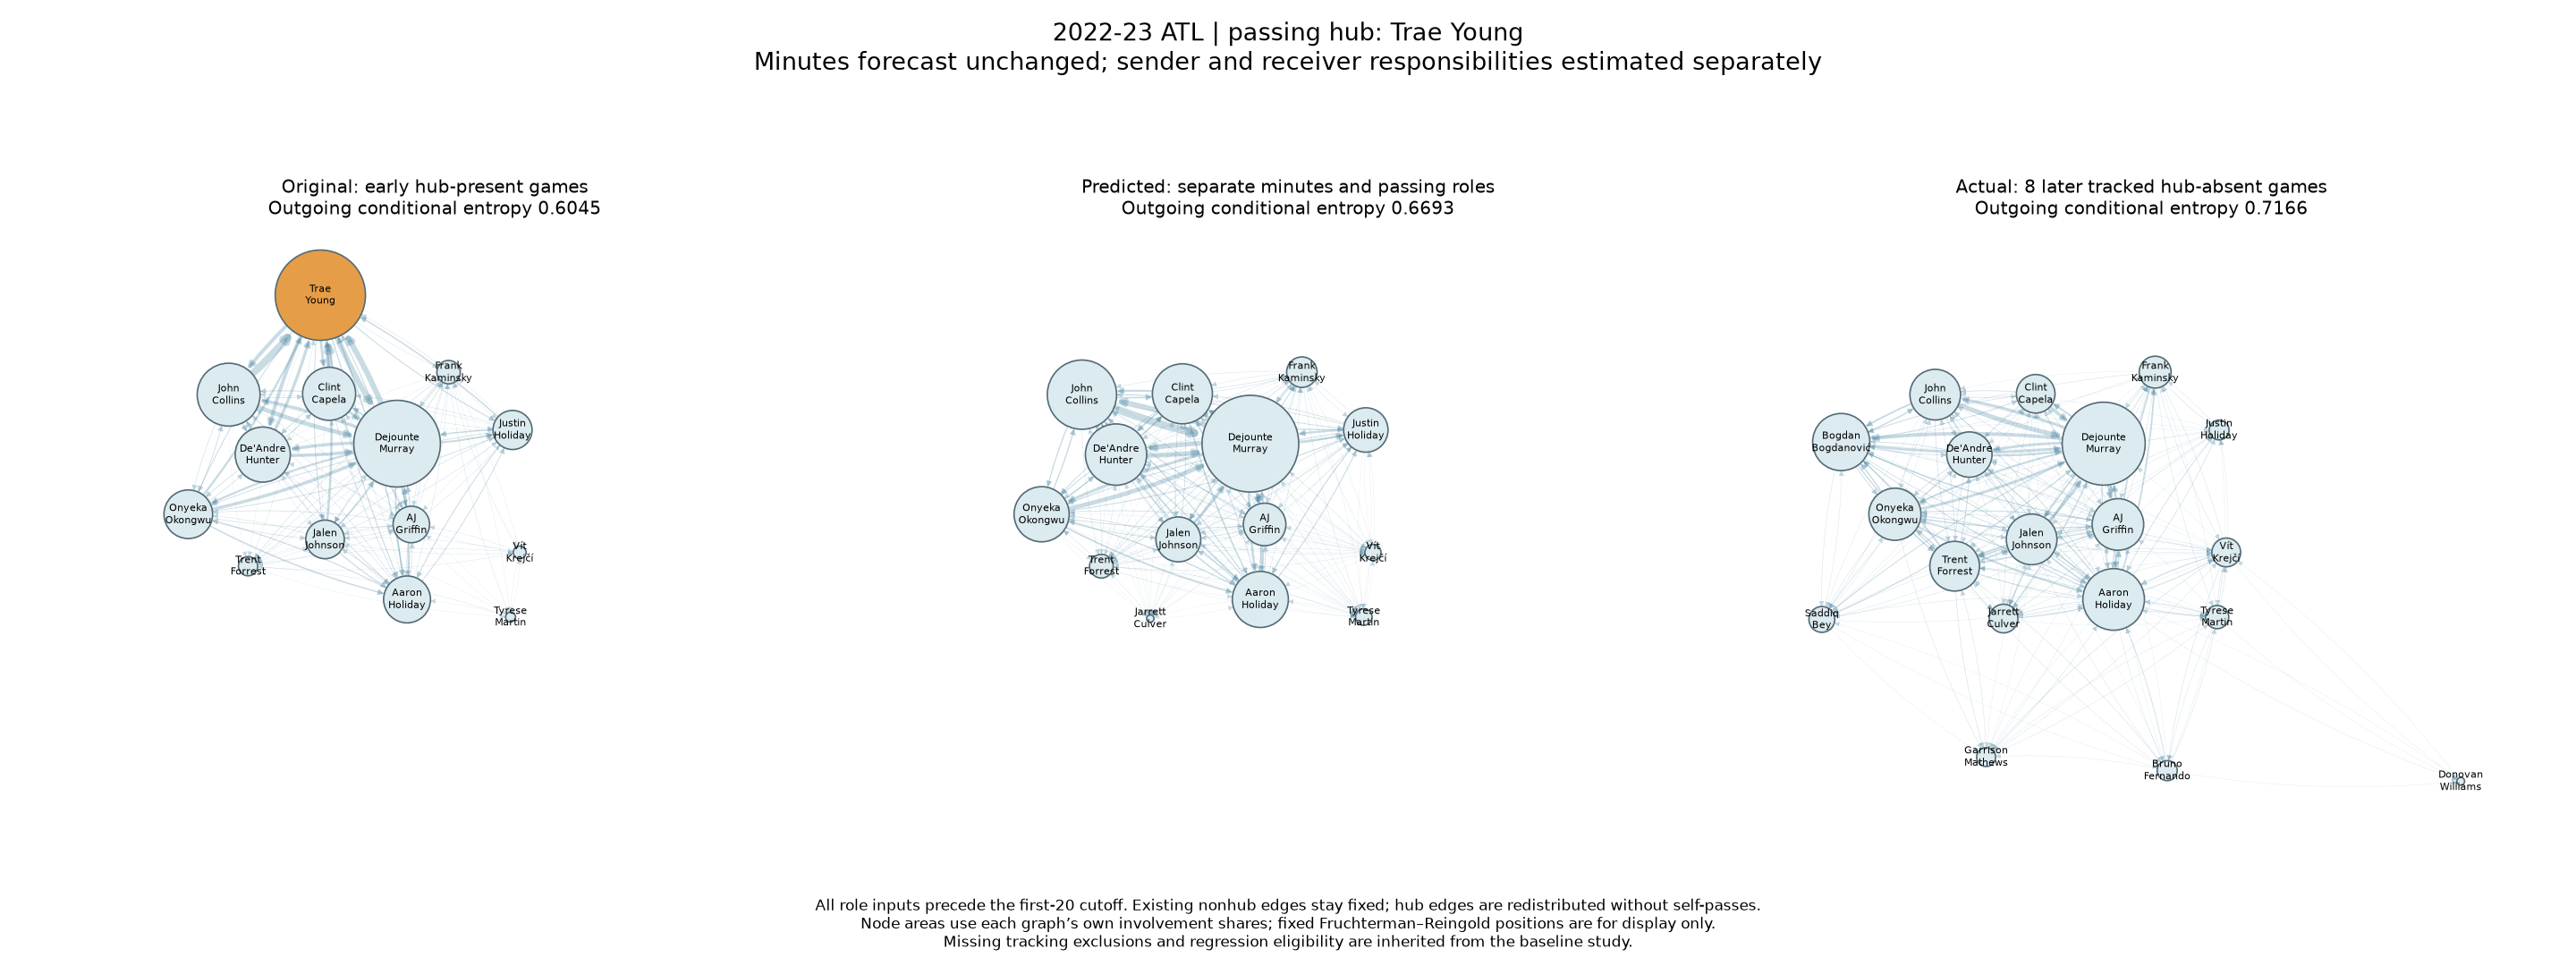 2022-23 ATL | passing hub: Trae Young
Minutes forecast unchanged; sender and receiver responsibilities estimated separately
Original: early hub-present games
Outgoing conditional entropy 0.6045
Trae
Young
Frank
Kaminsky
John
Collins
Clint
Capela
Justin
Holiday
Dejounte
Murray
De'Andre
Hunter
Onyeka
Okongwu
AJ
Griffin
Jalen
Johnson
Vít
Krejčí
Trent
Forrest
Aaron
Holiday
Tyrese
Martin
Predicted: separate minutes and passing roles
Outgoing conditional entropy 0.6693
Frank
Kaminsky
John
Collins
Clint
Capela
Justin
Holiday
Dejounte
Murray
De'Andre
Hunter
Onyeka
Okongwu
AJ
Griffin
Jalen
Johnson
Vít
Krejčí
Trent
Forrest
Aaron
Holiday
Jarrett
Culver
Tyrese
Martin
Actual: 8 later tracked hub-absent games
Outgoing conditional entropy 0.7166
Frank
Kaminsky
John
Collins
Clint
Capela
Justin
Holiday
Bogdan
Bogdanović
Dejounte
Murray
De'Andre
Hunter
Onyeka
Okongwu
AJ
Griffin
Jalen
Johnson
Vít
Krejčí
Trent
Forrest
Aaron
Holiday
Saddiq
Bey
Jarrett
Culver
Tyrese
Martin
Garrison
Mathews
Bruno
Fernando
Donovan
Williams
All role inputs precede the first-20 cutoff. Existing nonhub edges stay fixed; hub edges are redistributed without self-passes.
Node areas use each graph’s own involvement shares; fixed Fruchterman–Reingold positions are for display only.
Missing tracking exclusions and regression eligibility are inherited from the baseline study.